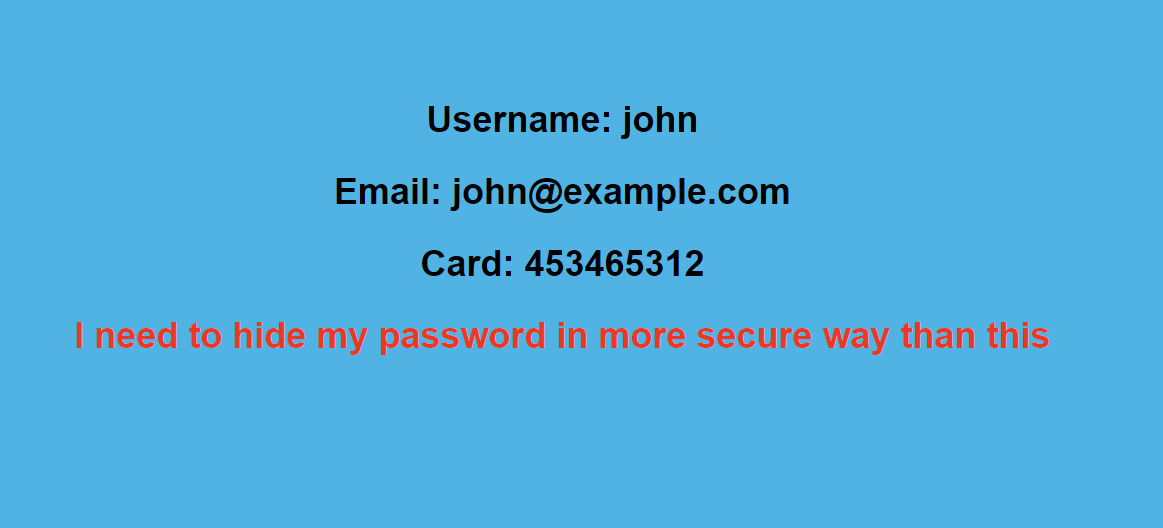 Username: john
Email: john@example.com
Card: 453465312
I need to hide my password in more secure way than this